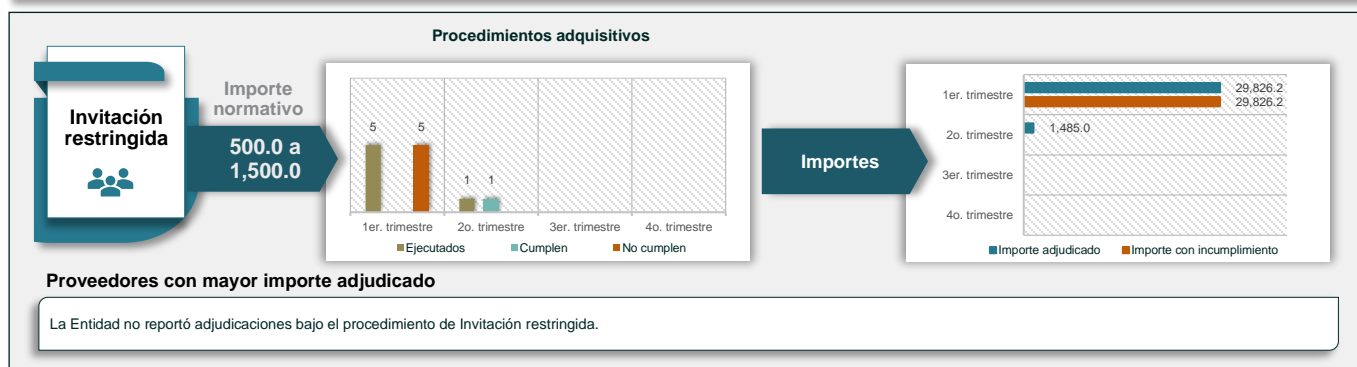 Procedimientos adquisitivos
Invitación
restringida
Importe
normativo
500.0 a
1,500.0
5
5
1
1
1er. trimestre
2o. trimestre
3er. trimestre
4o. trimestre
Ejecutados
Cumplen
No cumplen
Importes
1er. trimestre
29,826.2
29,826.2
2o. trimestre
1,485.0
3er. trimestre
4o. trimestre
Importe adjudicado
Importe con incumplimiento
Proveedores con mayor importe adjudicado
La Entidad no reportó adjudicaciones bajo el procedimiento de Invitación restringida.